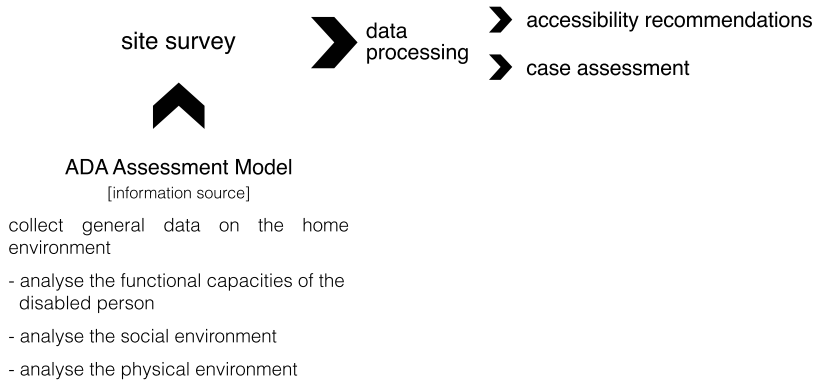 site survey
data
processing
accessibility recommendations
case assessment
ADA Assessment Model
[information source]
collect general data on the home
environment
- analyse the functional capacities of the
disabled person
- analyse the social environment
- analyse the physical environment